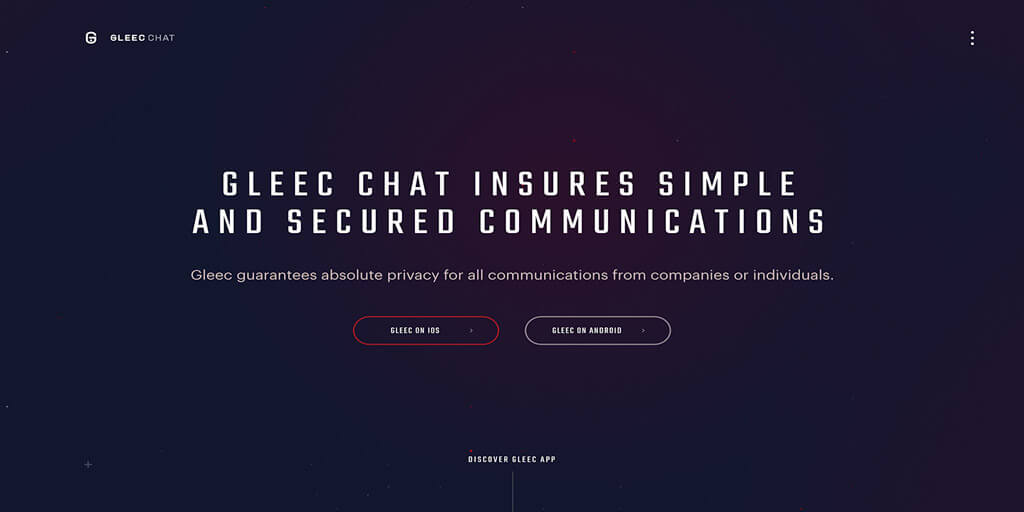 GLEEC CHAT
GLEEC CHAT INSURES SIMPLE
AND SECURED COMMUNICATIONS
Gleec guarantees absolute privacy for all communications from companies or individuals.
GLEEC ON IOS
GLEEC ON ANDROID
DISCOVER GLEEC APP